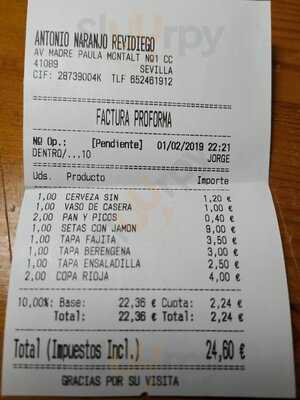 ANTONIO NARANJO REVIDIEGO
AV MADRE PAULA MONTALT NQ1 CC
41089 SEVILLA
CIF: 28739004K TLF 652461912
FACTURA PROFORMA
NQ Op.: [Pendiente] 01/02/2019 22:21
DENTRO/...10 JORGE
Uds. Producto Importe
1,00 CERVEZA SIN 1,20 €
1,00 VASO DE CASERA 1,00 €
2,00 PAN Y PICOS 0,40 €
1,00 SETAS CON JAMON 9,00 €
1,00 TAPA FAJITA 3,50 €
1,00 TAPA BERENGENA 3,00 €
1,00 TAPA ENSALADILLA 2,50 €
2,00 COPA RIOJA 4,00 €
10,00%: Base: 22,36 € Cuota: 2,24 €
Total: 22,36 € Total: 2,24 €
Total (Impuestos Incl.) 24,60 €
GRACIAS POR SU VISITA